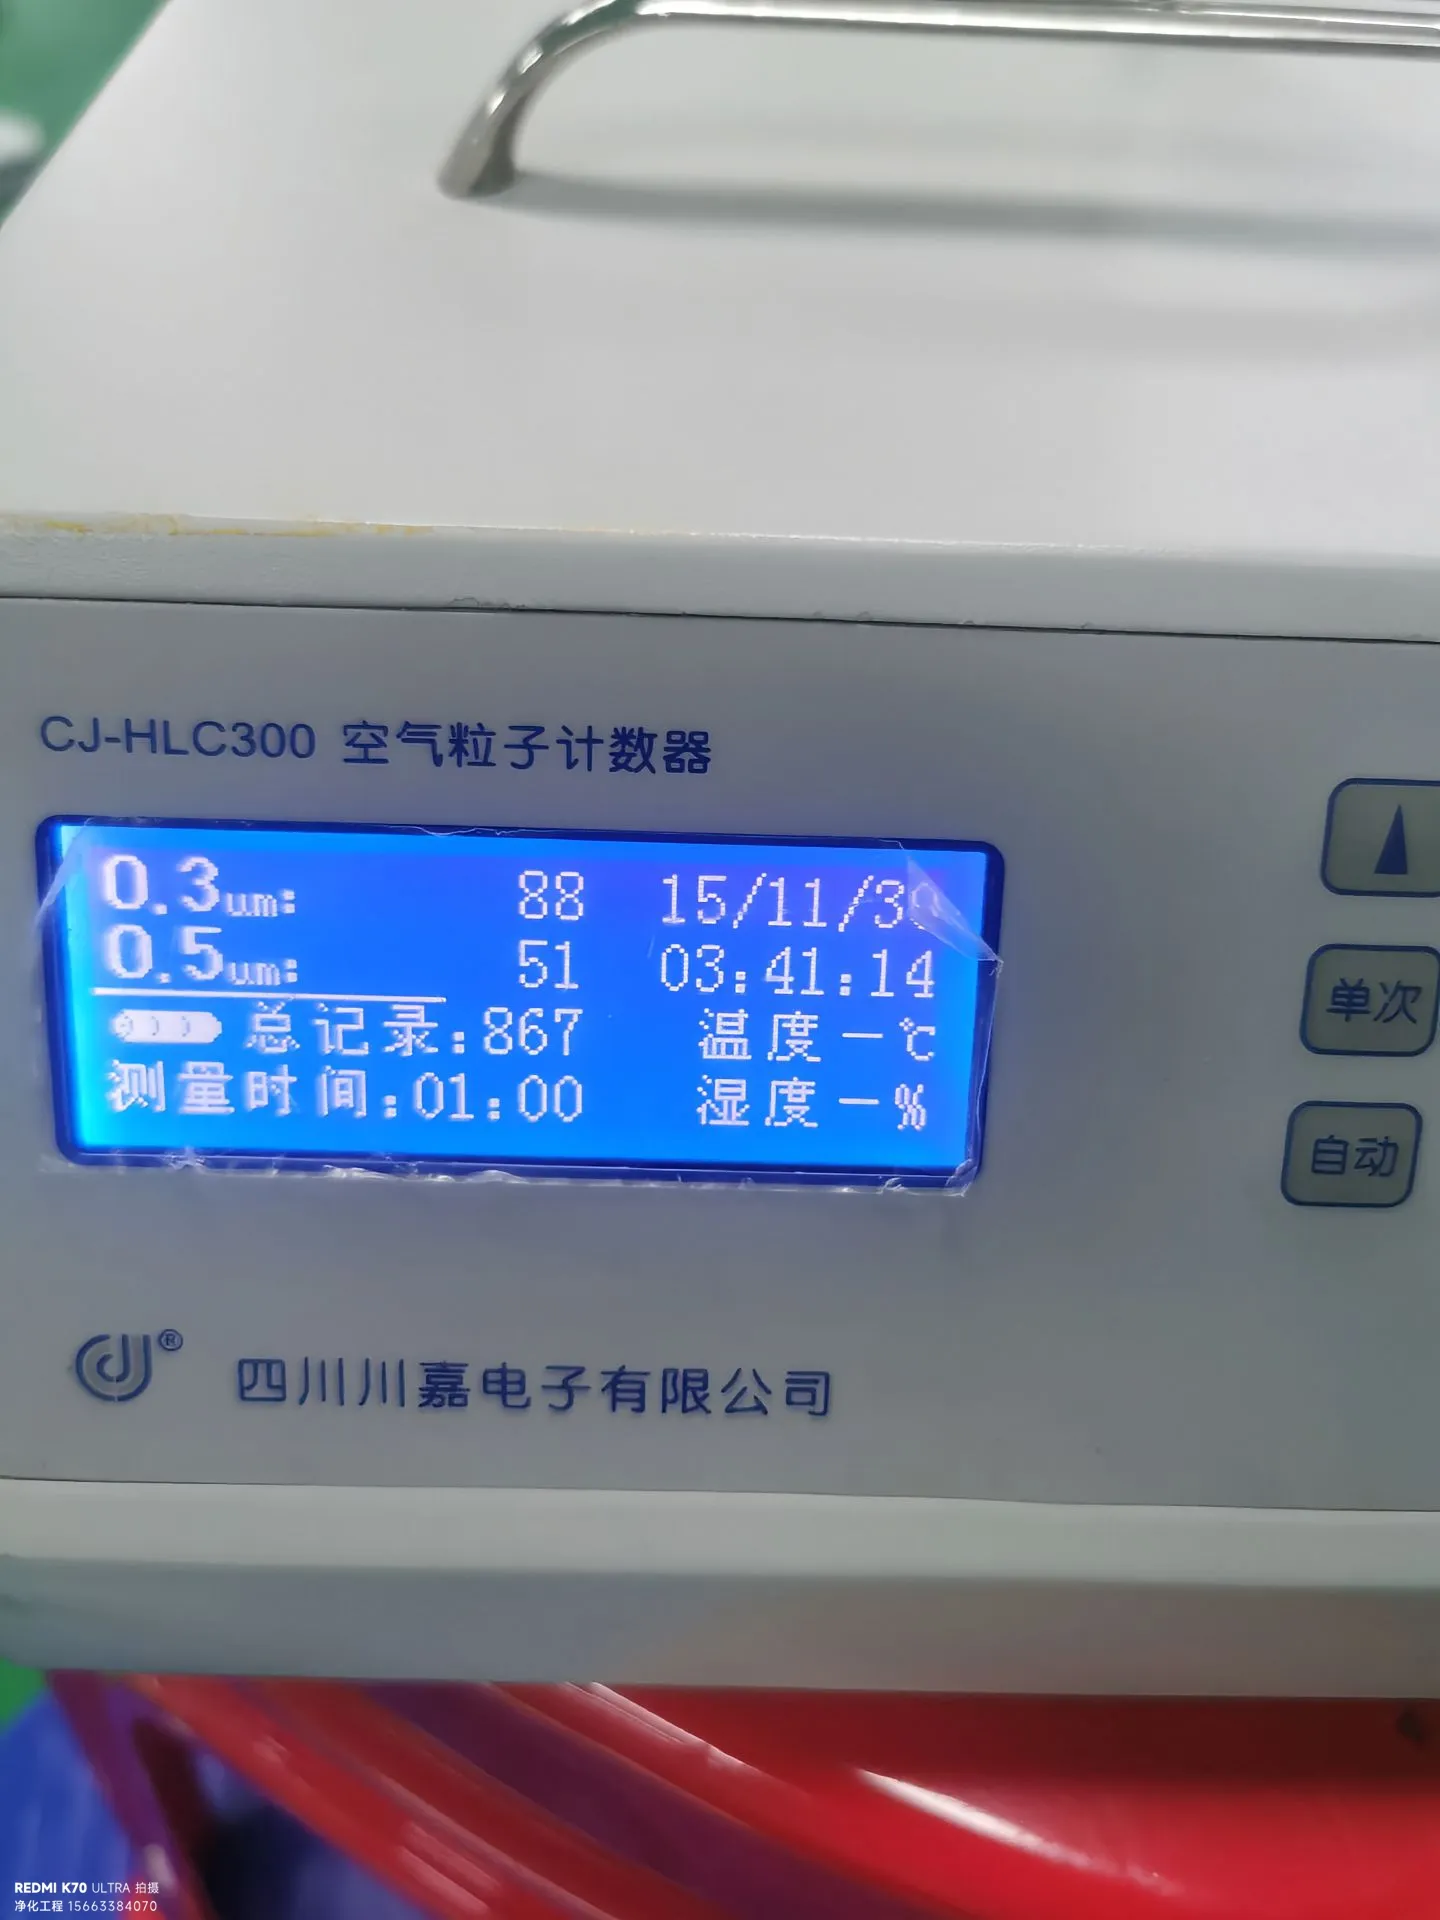 CJ-HLC300 空气粒子计数器
0.3um: 88 15/11/30
0.5um: 51 03:41:14
总记录:867 温度－℃
测量时间:01:00 湿度－%
单次
自动
CJ® 四川川嘉电子有限公司
REDMI K70 ULTRA 拍摄
净化工程 15663384070